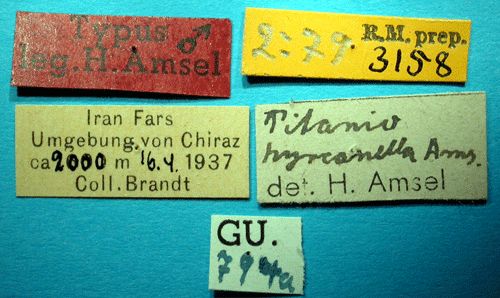 Typus ♂
leg. H. Amsel
2:79 R.M. prep.
3158
Iran Fars
Umgebung von Chiraz
ca 2000 m 16.4. 1937
Coll. Brandt
Titanio
hyrcanella Ams.
det. H. Amsel
GU.